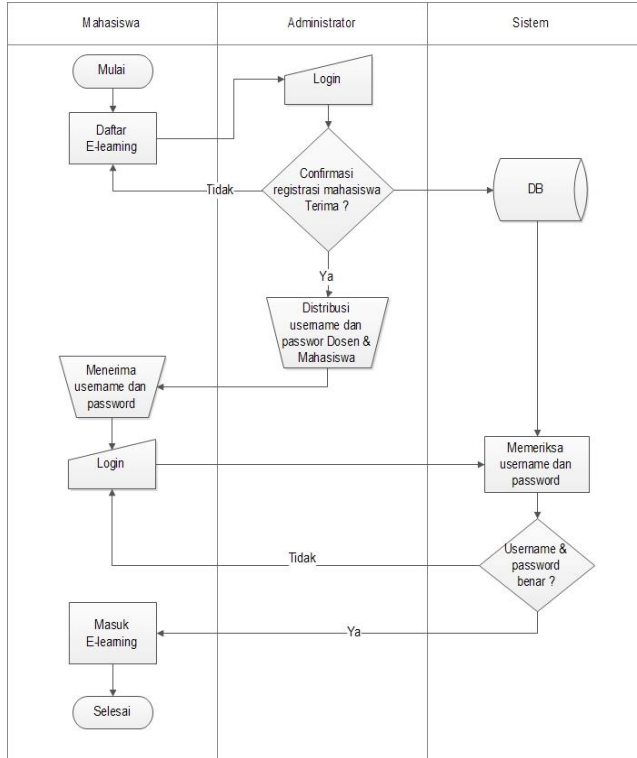 Mahasiswa
Administrator
Sistem
Mulai
Login
Daftar
E-learning
Confirmasi
registrasi mahasiswa
Terima ?
Tidak
DB
Ya
Distribusi
username dan
passwor Dosen &
Mahasiswa
Menerima
username dan
password
Login
Memeriksa
username dan
password
Username &
password
benar ?
Tidak
Masuk
E-learning
Ya
Selesai